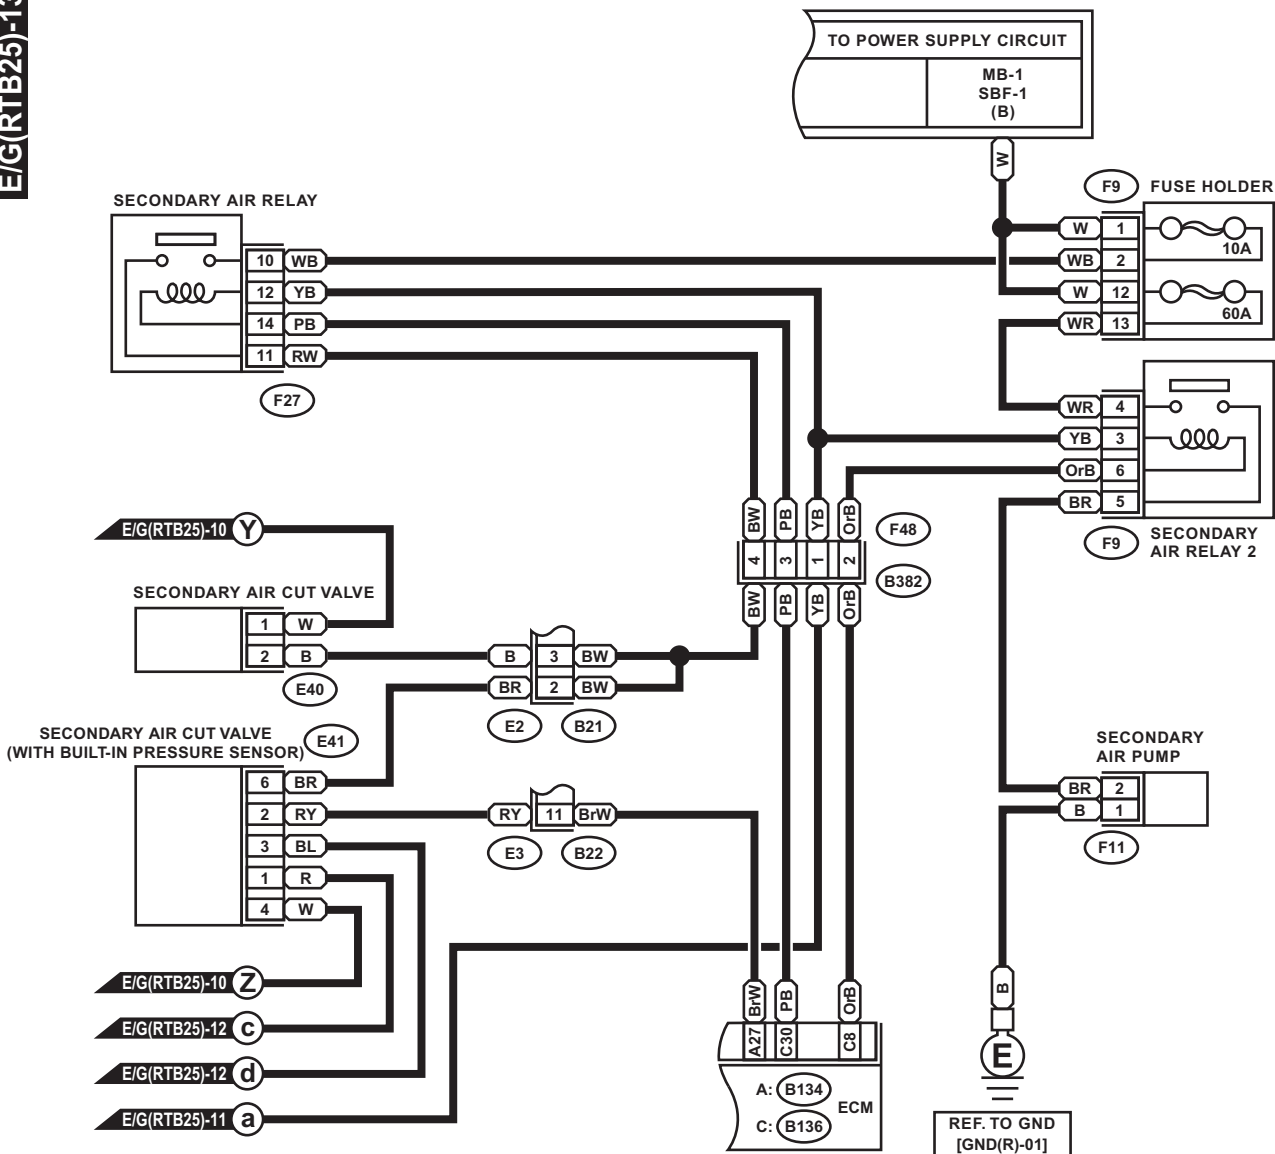 E/G(RTB25)-13
TO POWER SUPPLY CIRCUIT
MB-1
SBF-1
(B)
W
F9 FUSE HOLDER
W 1
10A
WB 2
W 12
60A
WR 13
SECONDARY AIR RELAY
10 WB
12 YB
14 PB
11 RW
F27
WR 4
YB 3
OrB 6
BR 5
F9 SECONDARY
AIR RELAY 2
BW PB YB OrB
F48
4 3 1 2
B382
BW PB YB OrB
E/G(RTB25)-10 Y
SECONDARY AIR CUT VALVE
1 W
2 B
E40
B 3 BW
BR 2 BW
E2 B21
SECONDARY AIR CUT VALVE
(WITH BUILT-IN PRESSURE SENSOR)
E41
6 BR
2 RY
3 BL
1 R
4 W
RY 11 BrW
E3 B22
SECONDARY
AIR PUMP
BR 2
B 1
F11
E/G(RTB25)-10 Z
E/G(RTB25)-12 c
E/G(RTB25)-12 d
E/G(RTB25)-11 a
BrW PB OrB
A27 C30 C8
A: B134
ECM
C: B136
B
E
REF. TO GND
[GND(R)-01]